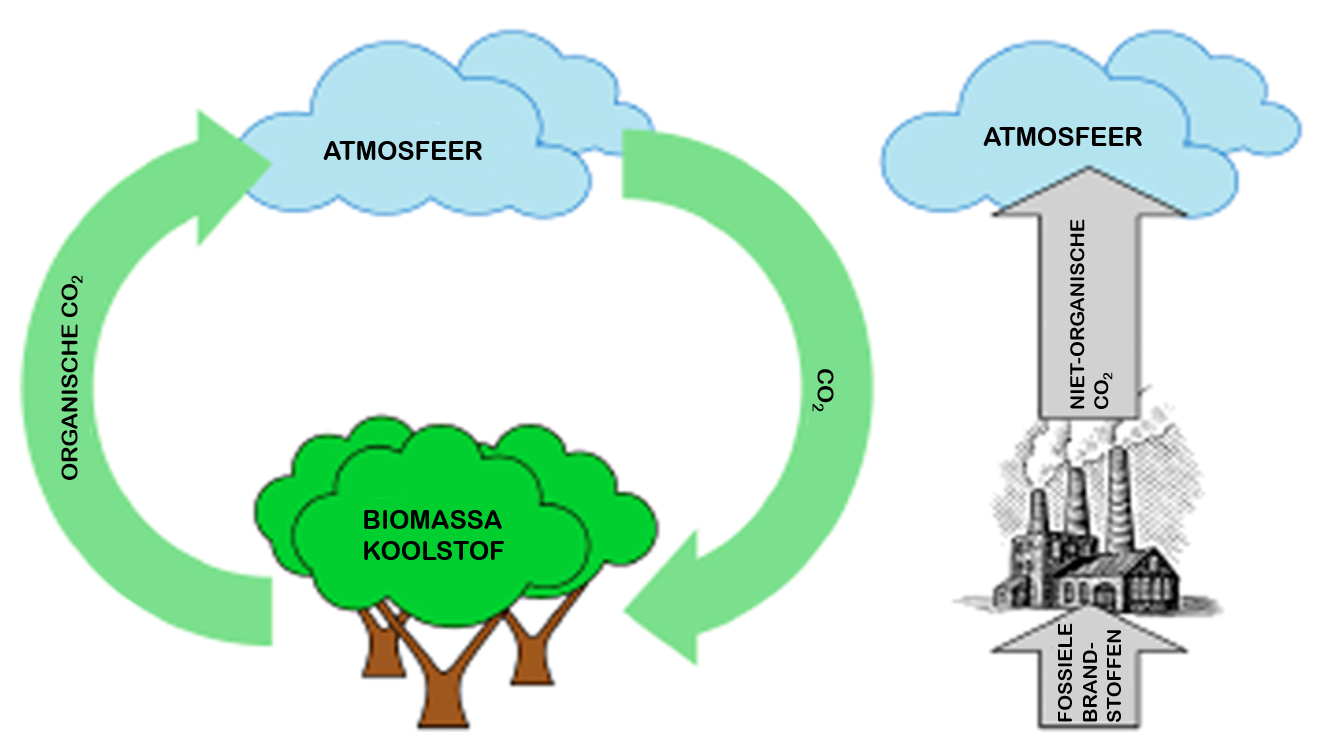 ATMOSFEER
ORGANISCHE CO₂
CO₂
BIOMASSA
KOOLSTOF
ATMOSFEER
NIET-ORGANISCHE
CO₂
FOSSIELE
BRAND-
STOFFEN